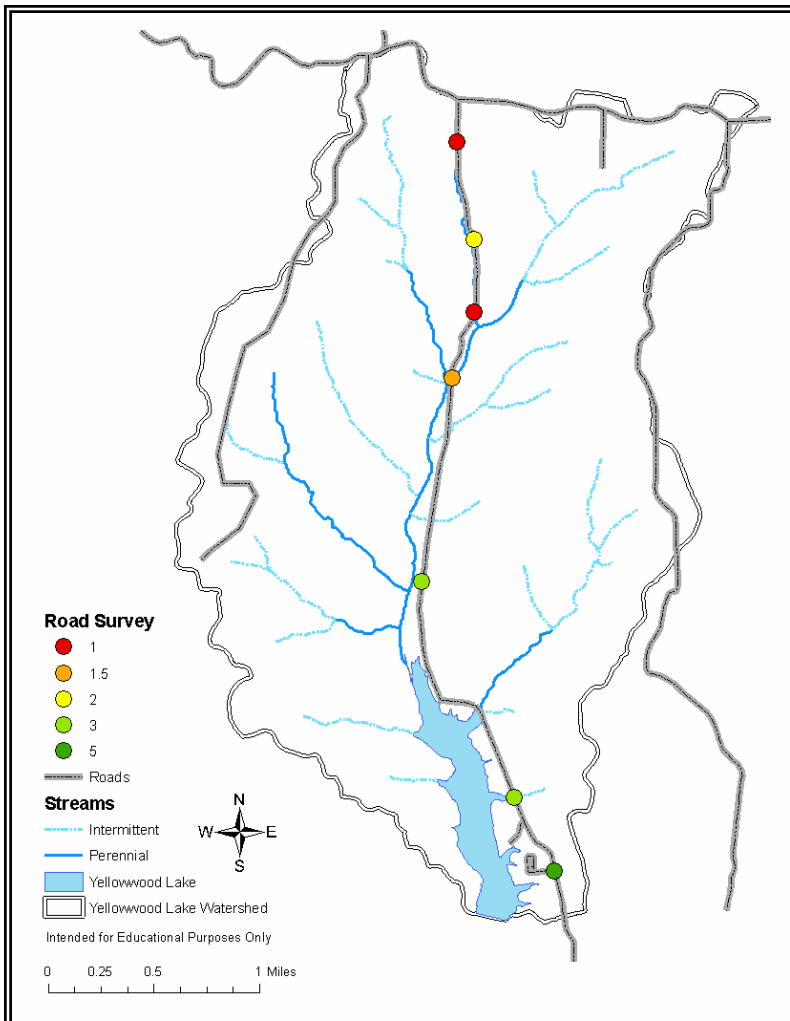 Road Survey
1
1.5
2
3
5
Roads
Streams
Intermittent
Perennial
Yellowwood Lake
Yellowwood Lake Watershed
Intended for Educational Purposes Only
N
W E
S
0 0.25 0.5 1 Miles